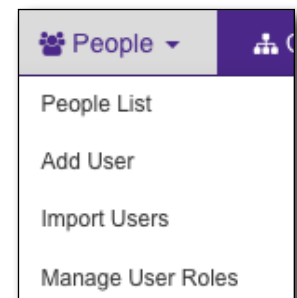 People
People List
Add User
Import Users
Manage User Roles